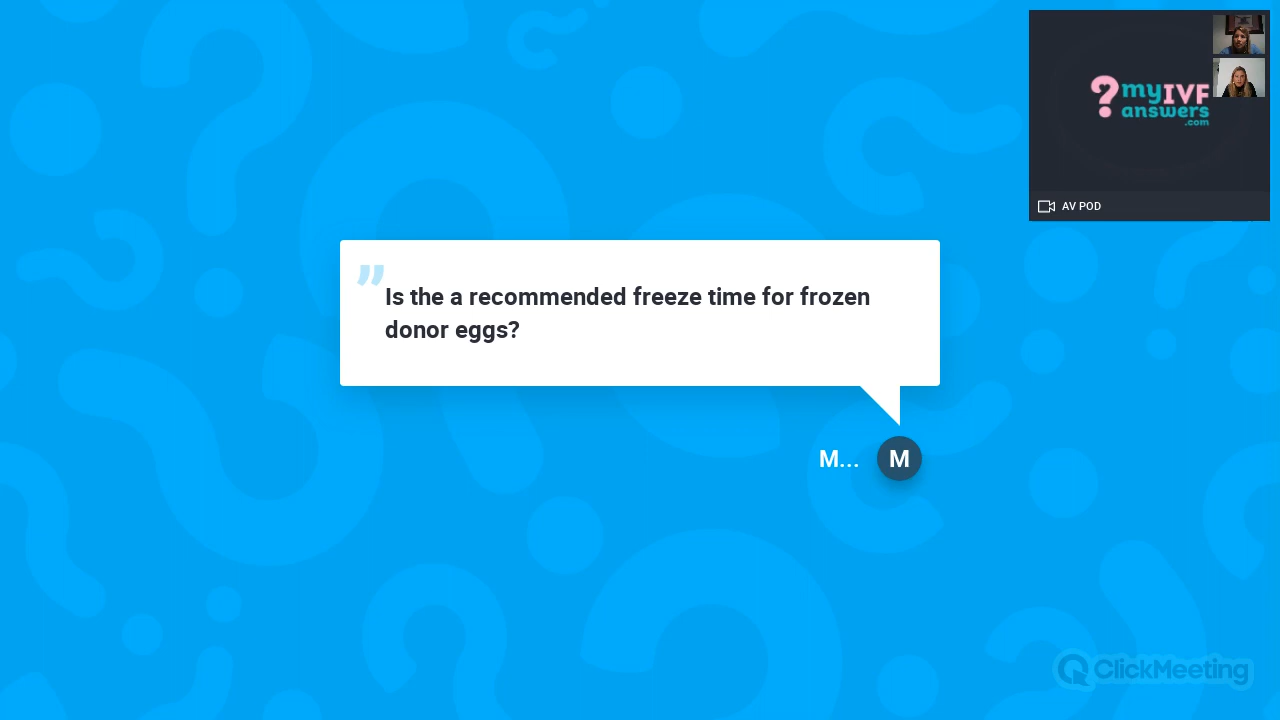 ?myIVF
answers
.com
AV POD
"
Is the a recommended freeze time for frozen
donor eggs?
M... M
ClickMeeting